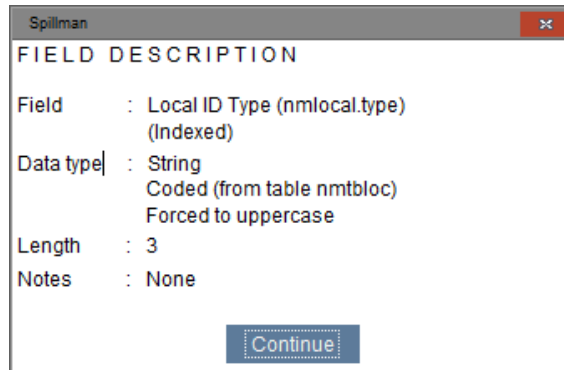 Spillman
FIELD DESCRIPTION
Field : Local ID Type (nmlocal.type)
(Indexed)
Data type : String
Coded (from table nmtbloc)
Forced to uppercase
Length : 3
Notes : None
Continue